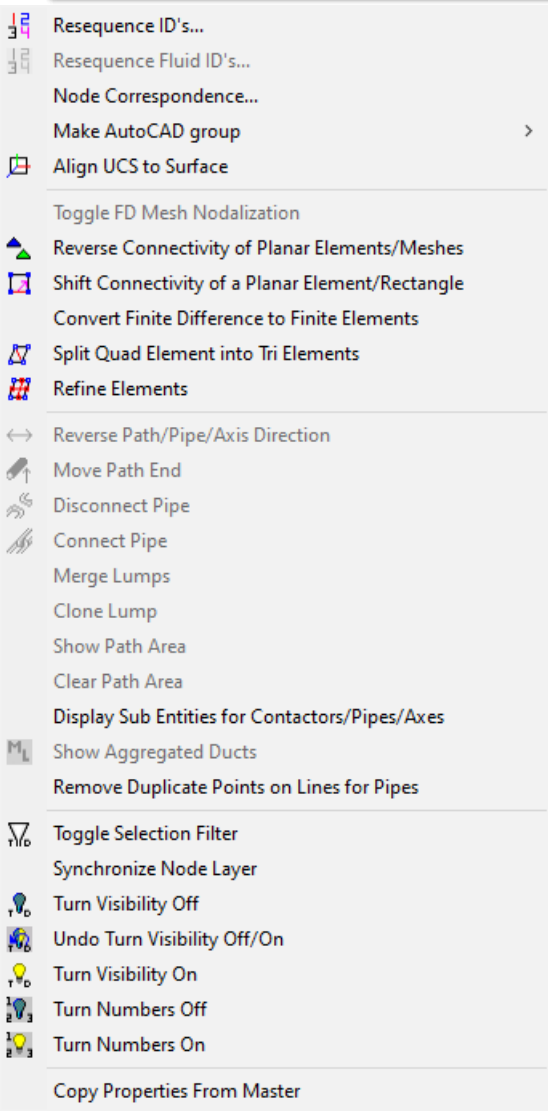 Resequence ID's...
Resequence Fluid ID's...
Node Correspondence...
Make AutoCAD group
Align UCS to Surface
Toggle FD Mesh Nodalization
Reverse Connectivity of Planar Elements/Meshes
Shift Connectivity of a Planar Element/Rectangle
Convert Finite Difference to Finite Elements
Split Quad Element into Tri Elements
Refine Elements
Reverse Path/Pipe/Axis Direction
Move Path End
Disconnect Pipe
Connect Pipe
Merge Lumps
Clone Lump
Show Path Area
Clear Path Area
Display Sub Entities for Contactors/Pipes/Axes
Show Aggregated Ducts
Remove Duplicate Points on Lines for Pipes
Toggle Selection Filter
Synchronize Node Layer
Turn Visibility Off
Undo Turn Visibility Off/On
Turn Visibility On
Turn Numbers Off
Turn Numbers On
Copy Properties From Master